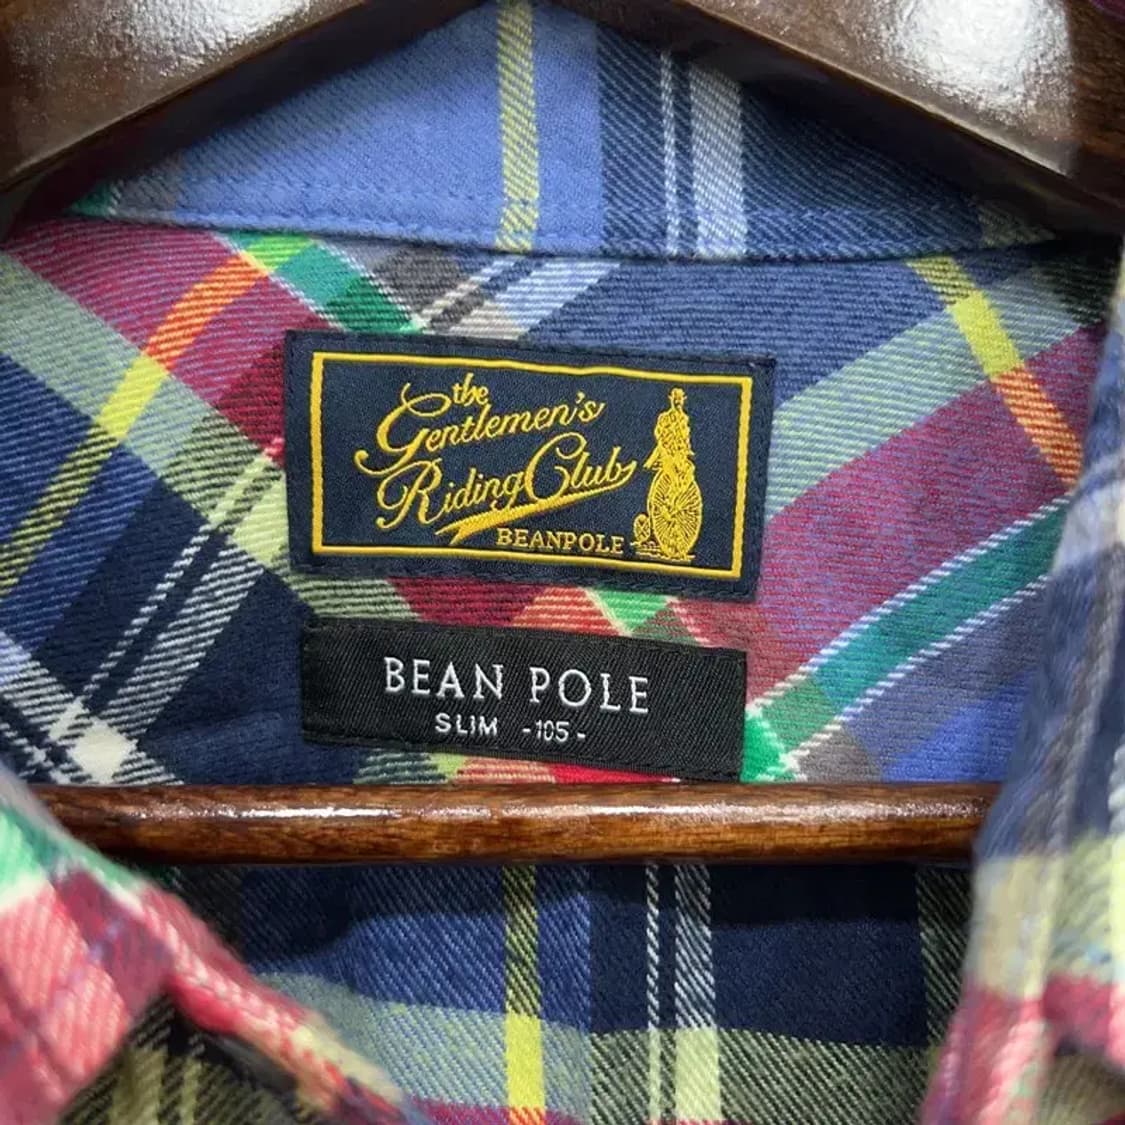 the
Gentlemen's
Riding Club
BEANPOLE
BEAN POLE
SLIM -105-